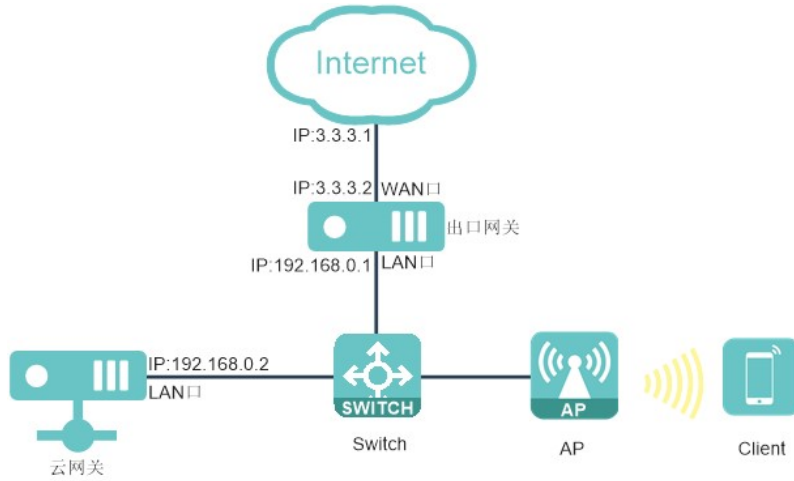 Internet
IP:3.3.3.1
IP:3.3.3.2 WAN口
出口网关
IP:192.168.0.1 LAN口
IP:192.168.0.2
LAN口
SWITCH
AP
Switch
AP
Client
云网关